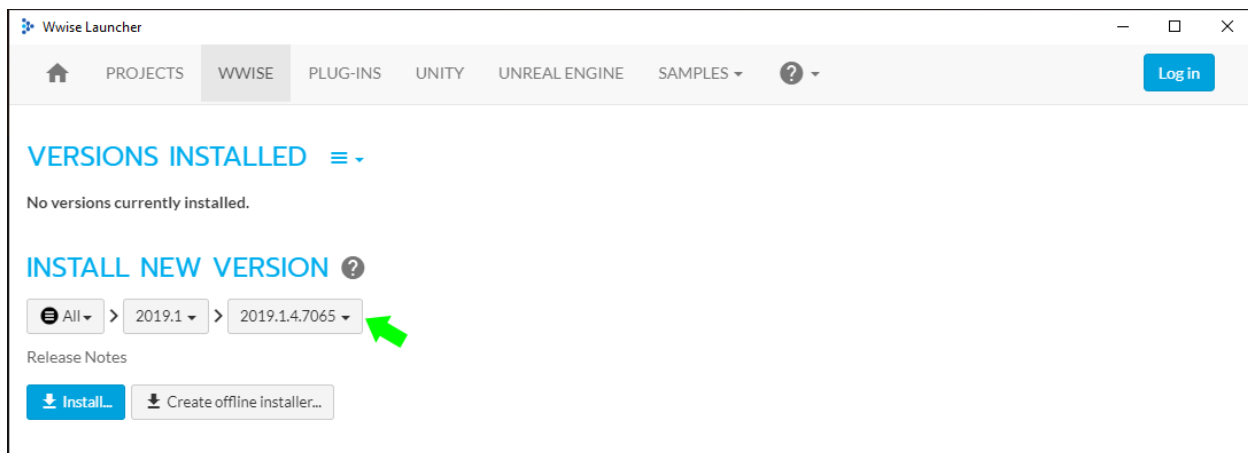 Wwise Launcher
PROJECTS WWISE PLUG-INS UNITY UNREAL ENGINE SAMPLES ? Log in
VERSIONS INSTALLED
No versions currently installed.
INSTALL NEW VERSION ?
All > 2019.1 > 2019.1.4.7065
Release Notes
Install... Create offline installer...